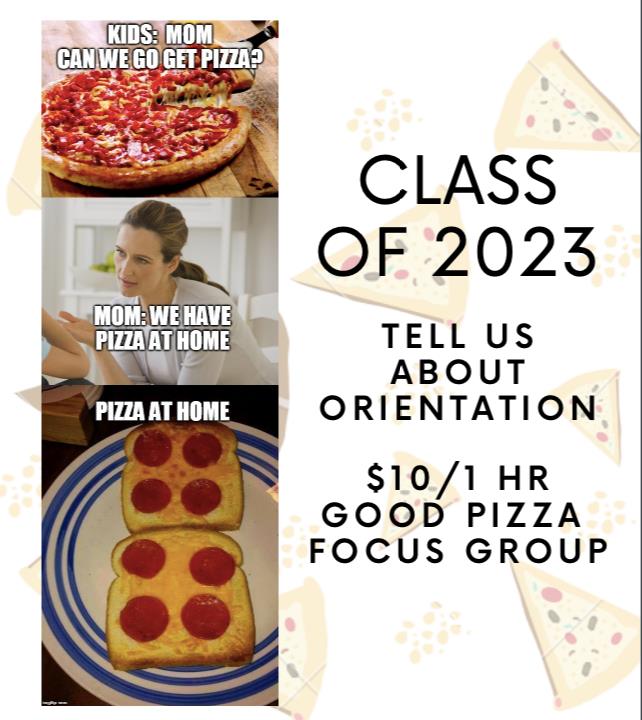 KIDS: MOM
CAN WE GO GET PIZZA?
MOM: WE HAVE
PIZZA AT HOME
PIZZA AT HOME
imgflip.com
CLASS
OF 2023
TELL US
ABOUT
ORIENTATION
$10/1 HR
GOOD PIZZA
FOCUS GROUP